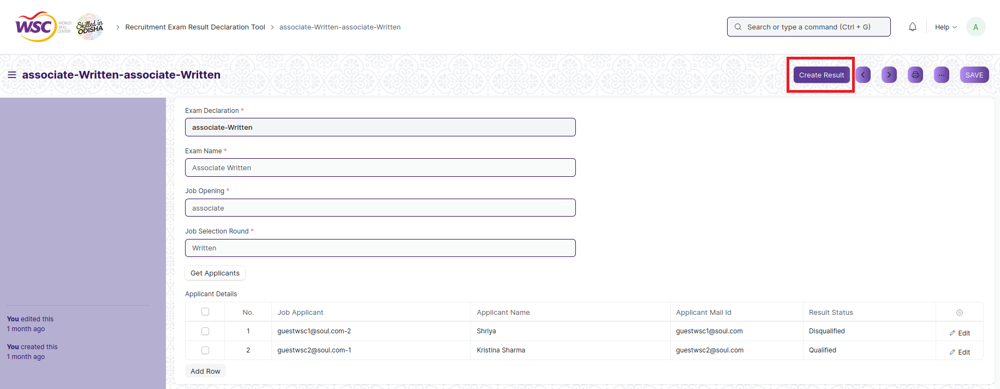 WSC WORLD SKILL CENTER
Skilled in ODISHA
Recruitment Exam Result Declaration Tool
associate-Written-associate-Written
Search or type a command (Ctrl + G)
Help
A
associate-Written-associate-Written
Create Result
SAVE
Exam Declaration *
associate-Written
Exam Name *
Associate Written
Job Opening *
associate
Job Selection Round *
Written
Get Applicants
Applicant Details
No. Job Applicant Applicant Name Applicant Mail Id Result Status
1 guestwsc1@soul.com-2 Shriya guestwsc1@soul.com Disqualified Edit
2 guestwsc2@soul.com-1 Kristina Sharma guestwsc2@soul.com Qualified Edit
Add Row
You edited this
1 month ago
You created this
1 month ago